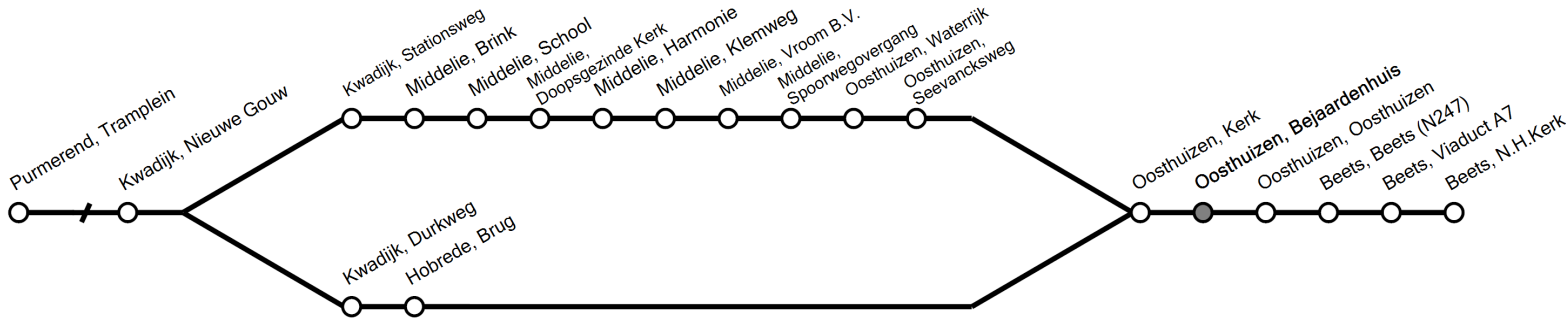 Purmerend, Tramplein
Kwadijk, Nieuwe Gouw
Kwadijk, Stationsweg
Middelie, Brink
Middelie, School
Middelie,
Doopsgezinde Kerk
Middelie, Harmonie
Middelie, Klemweg
Middelie, Vroom B.V.
Middelie,
Spoorwegovergang
Oosthuizen, Waterrijk
Oosthuizen,
Seevancksweg
Kwadijk, Durkweg
Hobrede, Brug
Oosthuizen, Kerk
Oosthuizen, Bejaardenhuis
Oosthuizen, Oosthuizen
Beets, Beets (N247)
Beets, Viaduct A7
Beets, N.H.Kerk